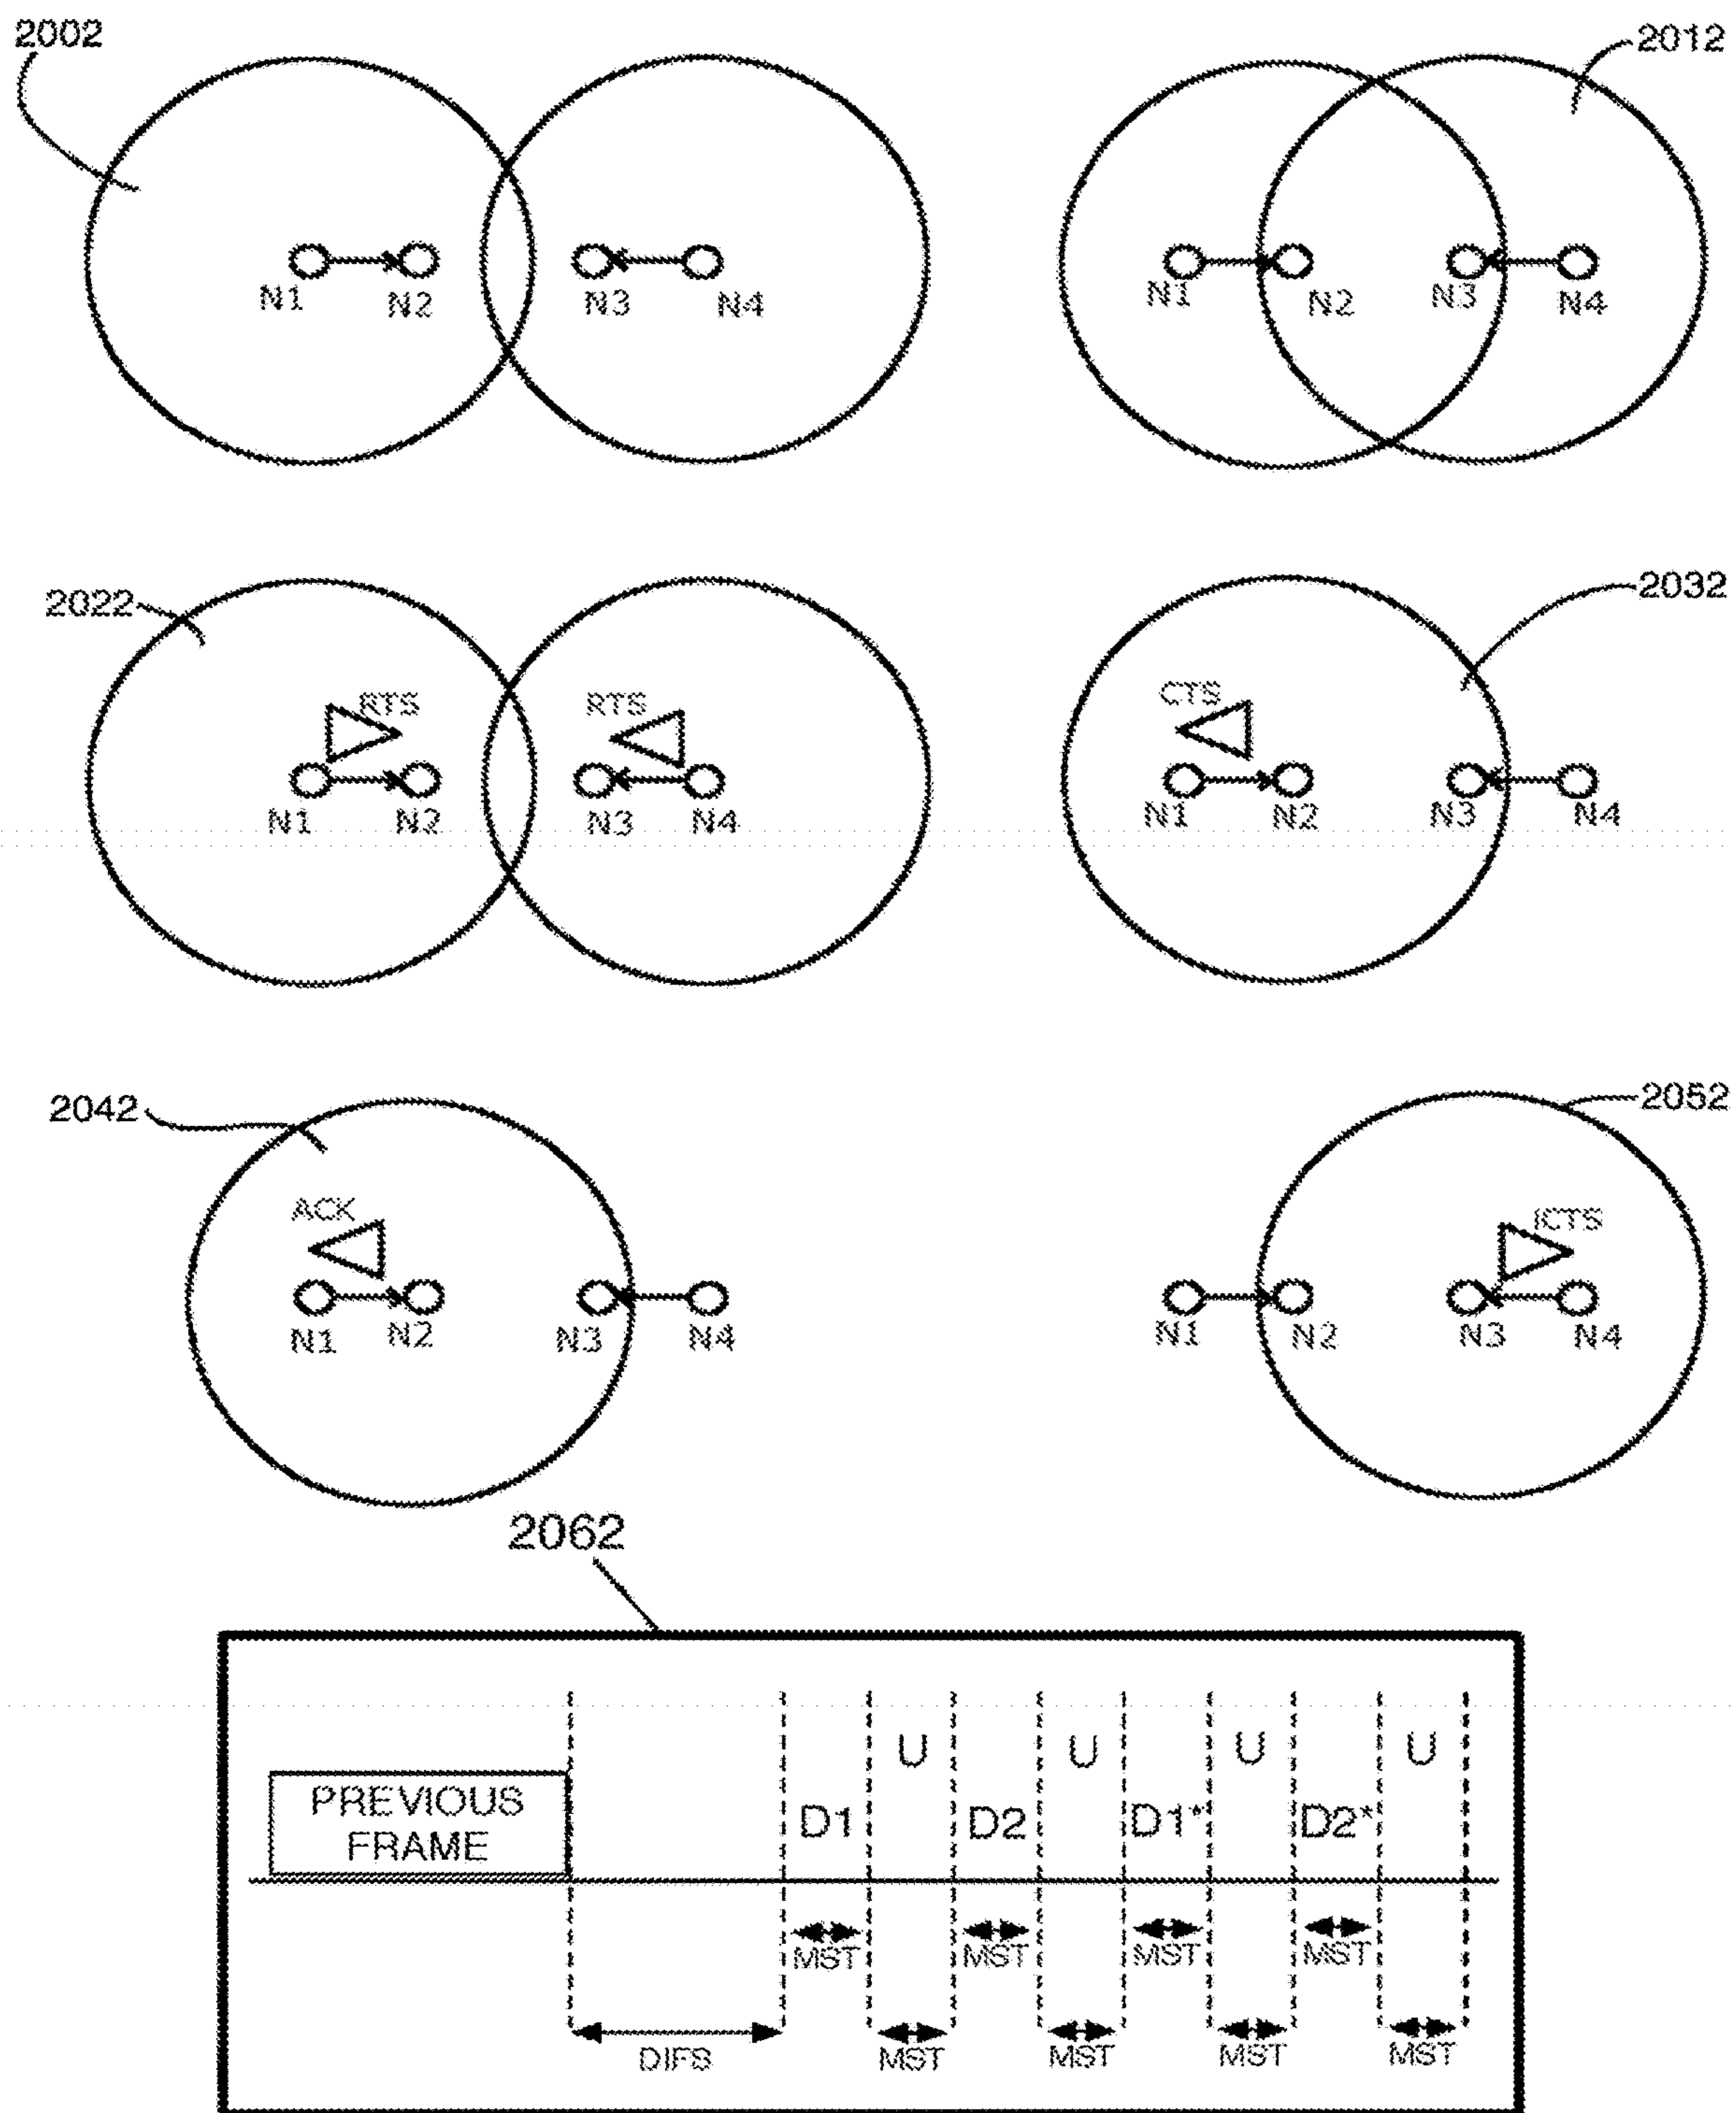 2002
2012
N1 N2 N3 N4
N1 N2 N3 N4
2022
2032
RTS RTS
CTS
N1 N2 N3 N4
N1 N2 N3 N4
2042
2052
ACK
ICTS
N1 N2 N3 N4
N1 N2 N3 N4
2062
U U U U
PREVIOUS
FRAME
D1 D2 D1* D2*
MST MST MST MST
DIFS MST MST MST MST